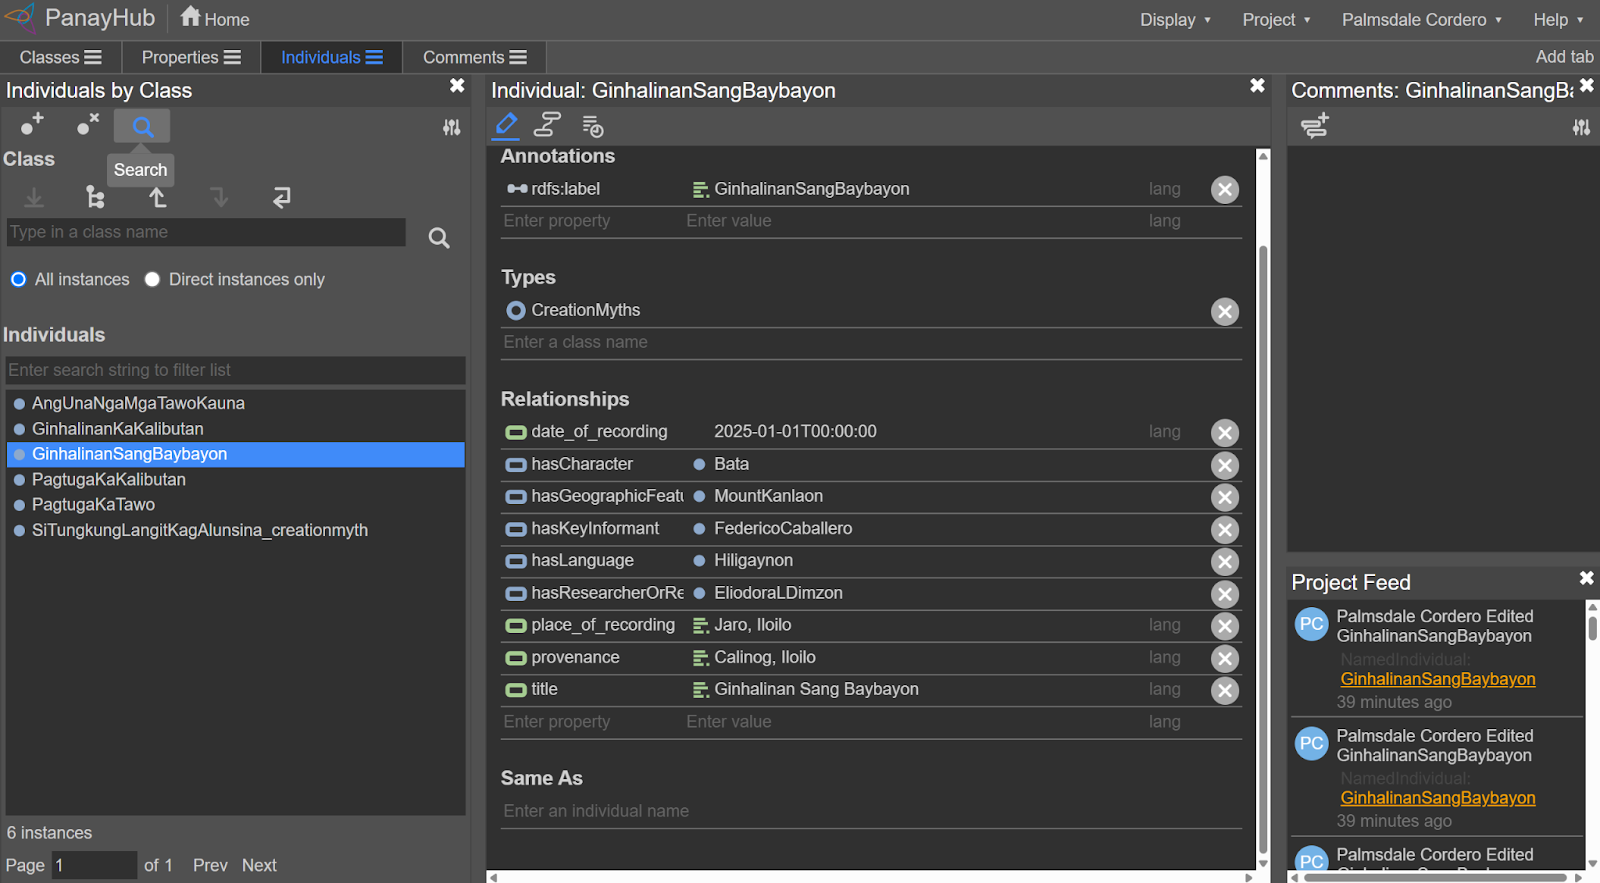 PanayHub Home Display Project Palmsdale Cordero Help
Classes Properties Individuals Comments Add tab
Individuals by Class
Search
Class
Type in a class name
All instances Direct instances only
Individuals
Enter search string to filter list
AngUnaNgaMgaTawoKauna
GinhalinanKaKalibutan
GinhalinanSangBaybayon
PagtugaKaKalibutan
PagtugaKaTawo
SiTungkungLangitKagAlunsina_creationmyth
6 instances
Page 1 of 1 Prev Next
Individual: GinhalinanSangBaybayon
Annotations
rdfs:label GinhalinanSangBaybayon lang
Enter property Enter value lang
Types
CreationMyths
Enter a class name
Relationships
date_of_recording 2025-01-01T00:00:00 lang
hasCharacter Bata
hasGeographicFeatu MountKanlaon
hasKeyInformant FedericoCaballero
hasLanguage Hiligaynon
hasResearcherOrRe EliodoraLDimzon
place_of_recording Jaro, Iloilo lang
provenance Calinog, Iloilo lang
title Ginhalinan Sang Baybayon lang
Enter property Enter value lang
Same As
Enter an individual name
Comments: GinhalinanSangBa
Project Feed
PC Palmsdale Cordero Edited
GinhalinanSangBaybayon
NamedIndividual:
GinhalinanSangBaybayon
39 minutes ago
PC Palmsdale Cordero Edited
GinhalinanSangBaybayon
NamedIndividual:
GinhalinanSangBaybayon
39 minutes ago
PC Palmsdale Cordero Edited
GinhalinanSangBaybayon